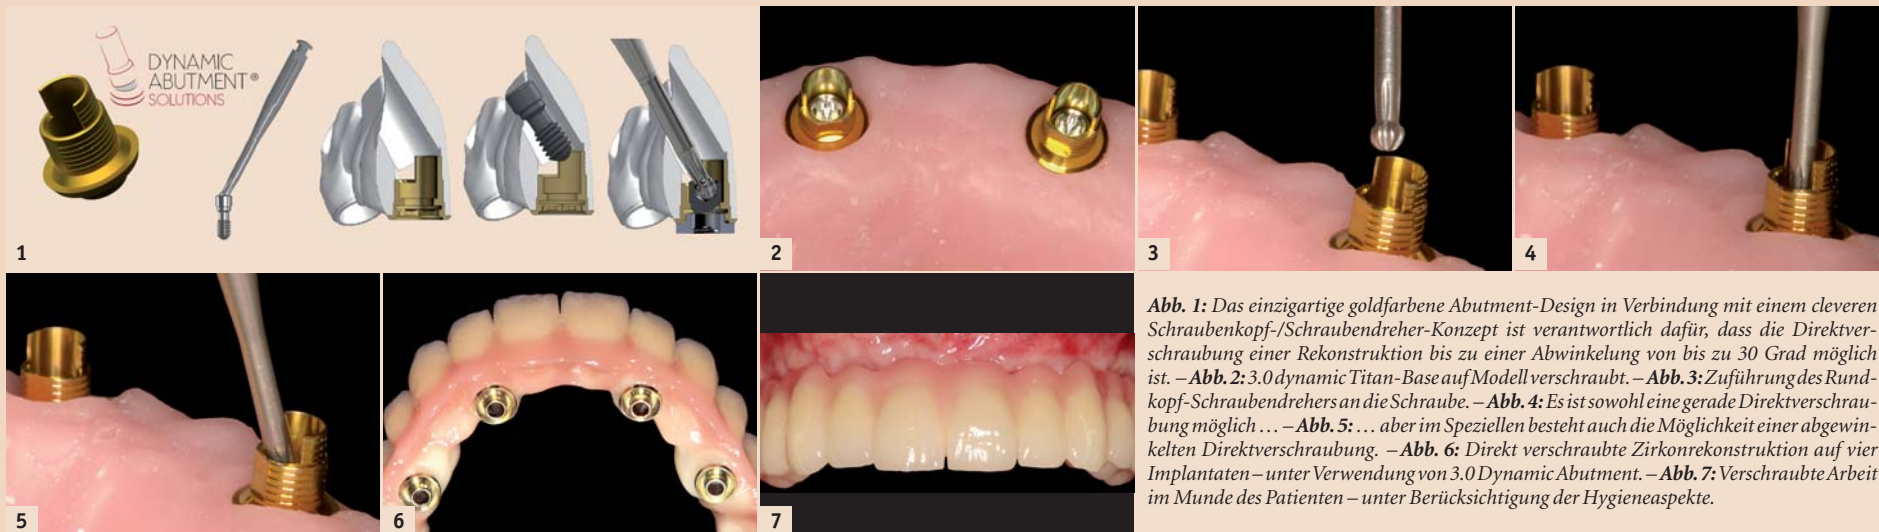 DYNAMIC
ABUTMENT®
SOLUTIONS
1
2
3
4
5
6
7
Abb. 1: Das einzigartige goldfarbene Abutment-Design in Verbindung mit einem cleveren
Schraubenkopf-/Schraubendreher-Konzept ist verantwortlich dafür, dass die Direktver-
schraubung einer Rekonstruktion bis zu einer Abwinkelung von bis zu 30 Grad möglich
ist. – Abb. 2: 3.0 dynamic Titan-Base auf Modell verschraubt. – Abb. 3: Zuführung des Rund-
kopf-Schraubendrehers an die Schraube. – Abb. 4: Es ist sowohl eine gerade Direktverschrau-
bung möglich … – Abb. 5: … aber im Speziellen besteht auch die Möglichkeit einer abgewin-
kelten Direktverschraubung. – Abb. 6: Direkt verschraubte Zirkonrekonstruktion auf vier
Implantaten – unter Verwendung von 3.0 Dynamic Abutment. – Abb. 7: Verschraubte Arbeit
im Munde des Patienten – unter Berücksichtigung der Hygieneaspekte.